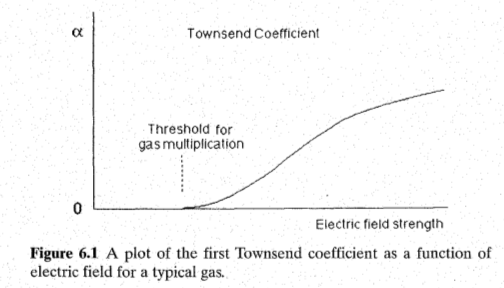 α
Townsend Coefficient
Threshold for
gas multiplication
0
Electric field strength
Figure 6.1 A plot of the first Townsend coefficient as a function of
electric field for a typical gas.